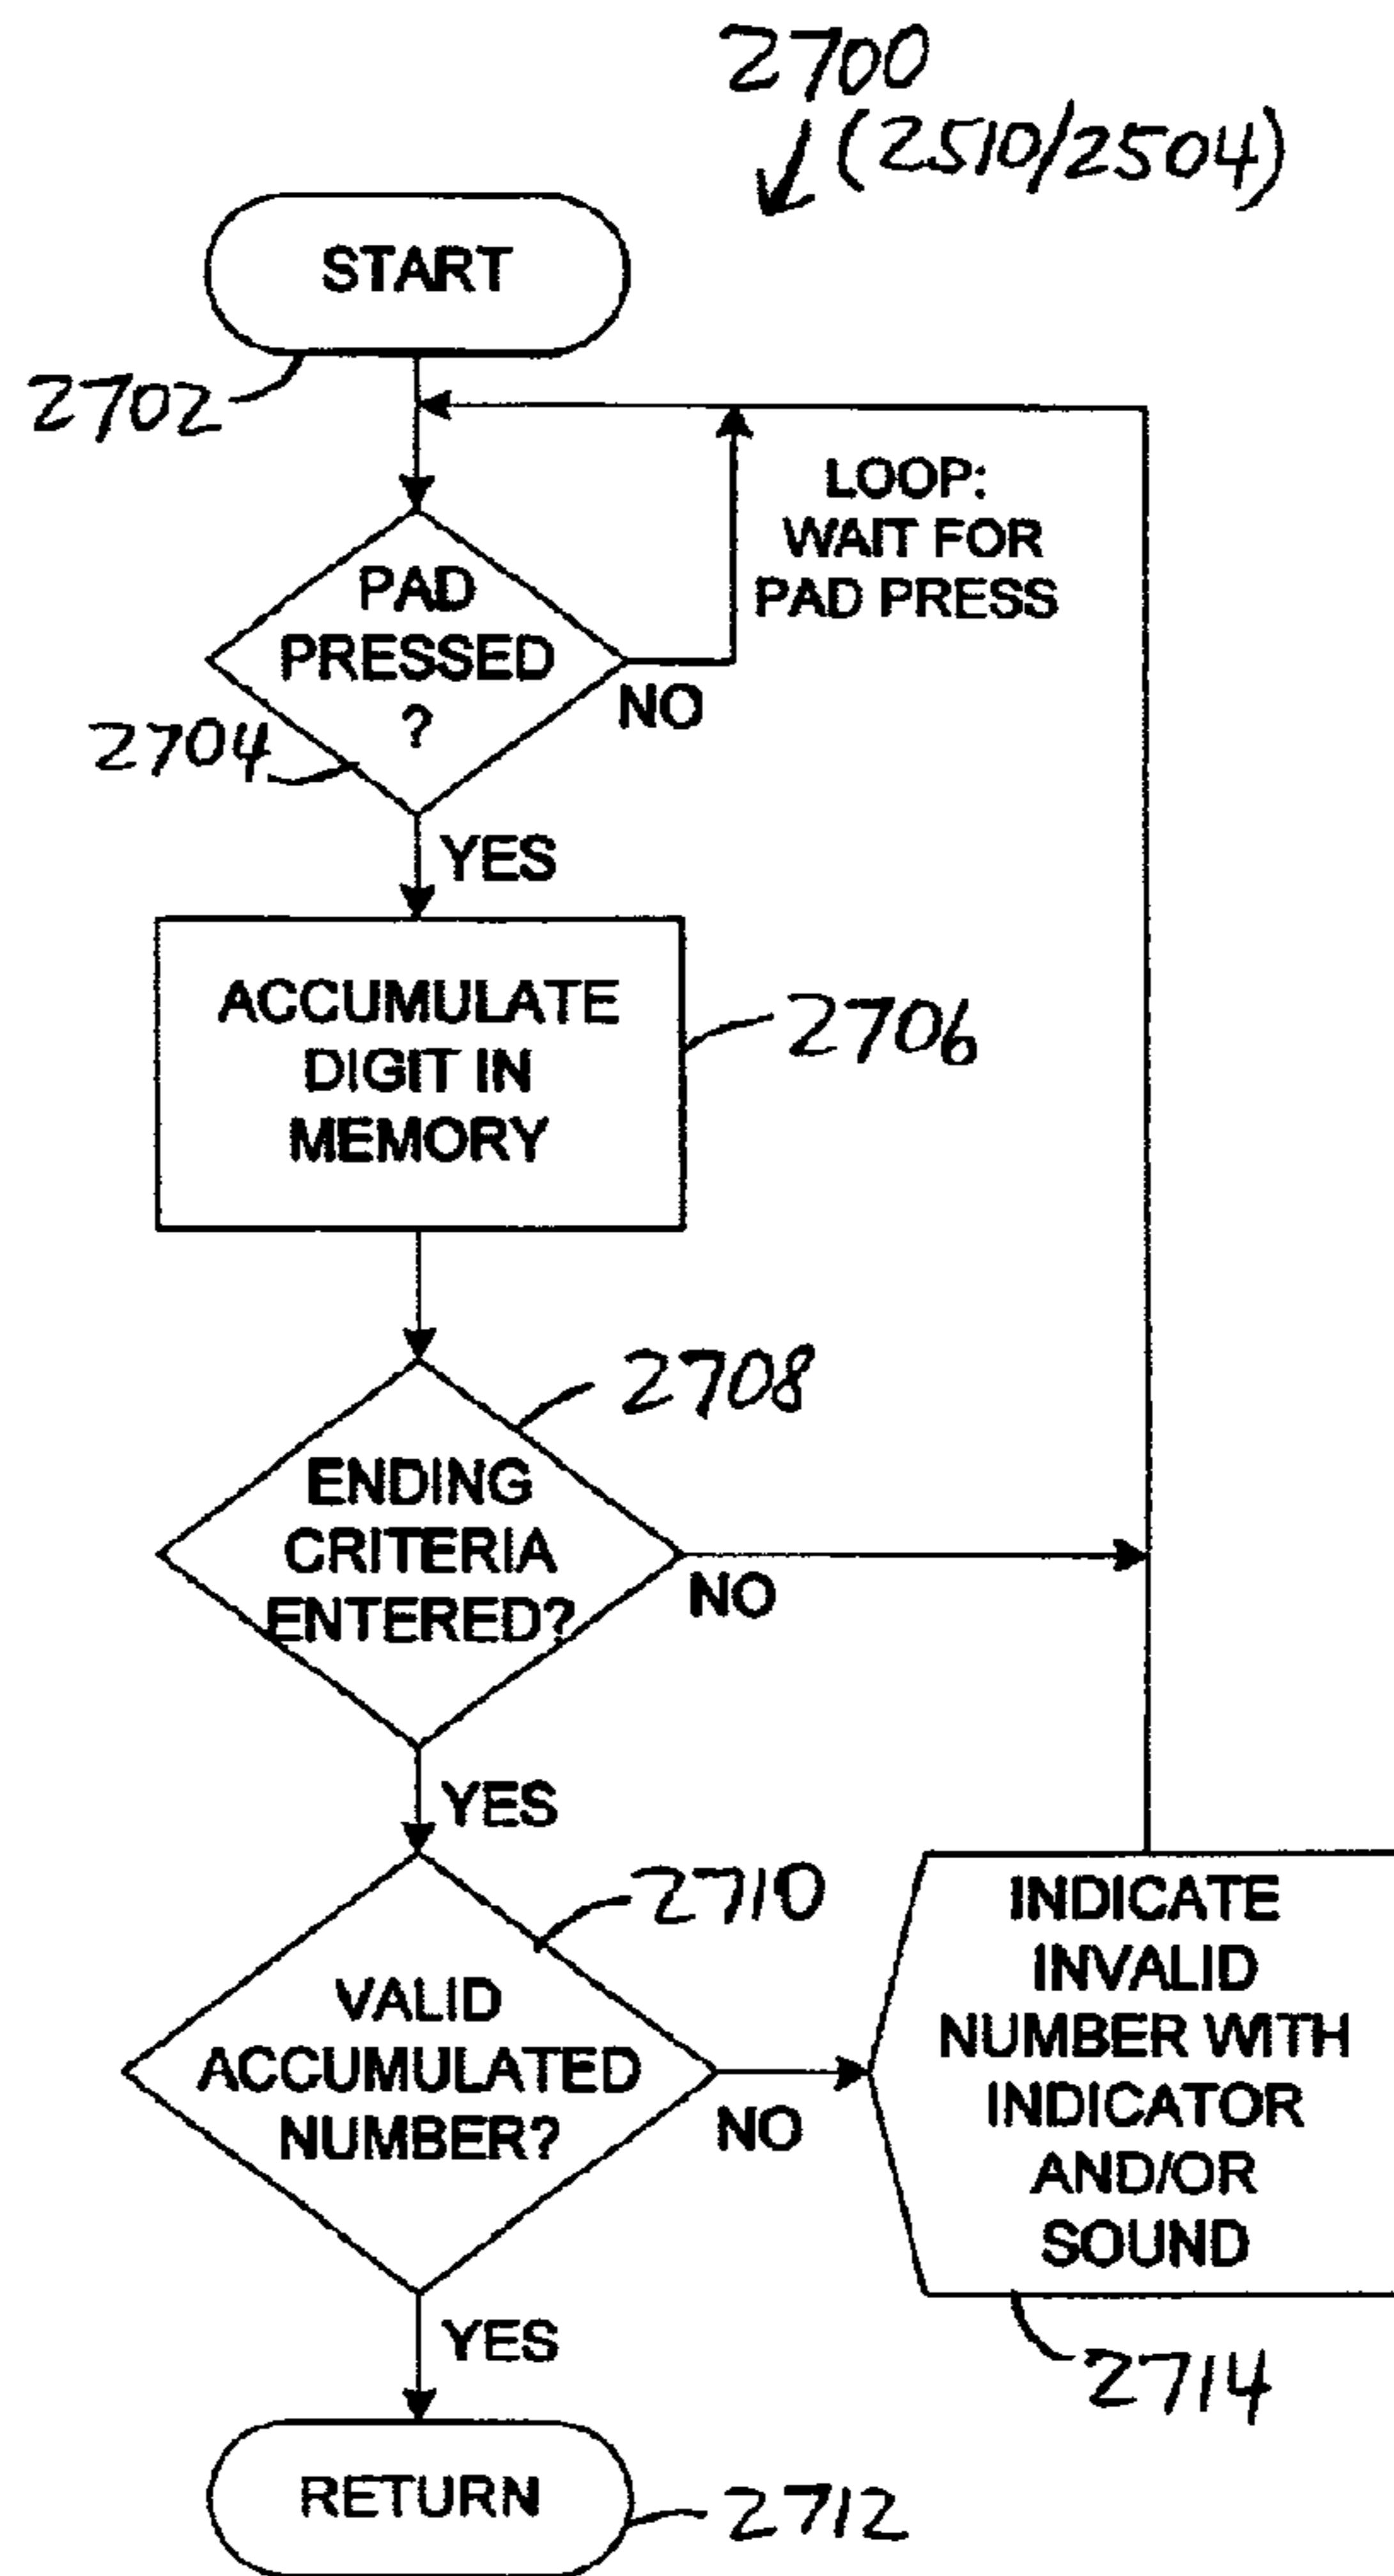 2700
(2510/2504)
START
2702
LOOP:
WAIT FOR
PAD PRESS
PAD
PRESSED
?
NO
2704
YES
ACCUMULATE
DIGIT IN
MEMORY
2706
2708
ENDING
CRITERIA
ENTERED?
NO
YES
2710
VALID
ACCUMULATED
NUMBER?
NO
INDICATE
INVALID
NUMBER WITH
INDICATOR
AND/OR
SOUND
2714
YES
RETURN
2712